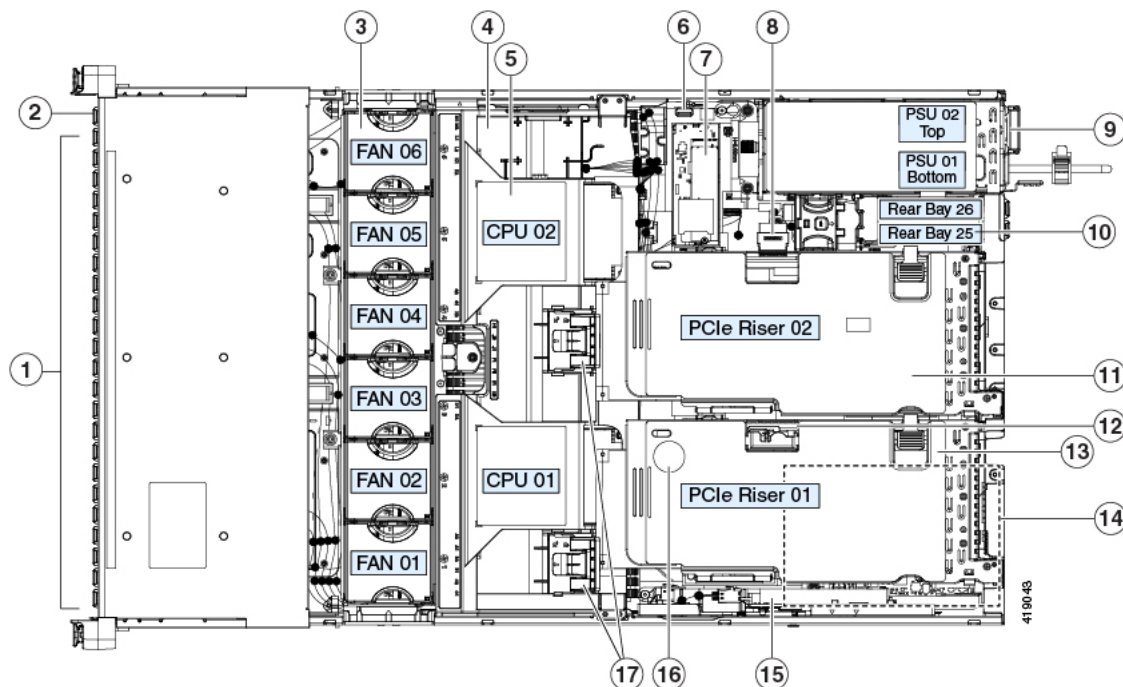 3
4
5
6
7
8
2
FAN 06
PSU 02
Top
9
PSU 01
Bottom
Rear Bay 26
FAN 05
CPU 02
Rear Bay 25
10
FAN 04
PCIe Riser 02
1
11
FAN 03
12
13
FAN 02
CPU 01
PCIe Riser 01
14
FAN 01
419043
17
16
15